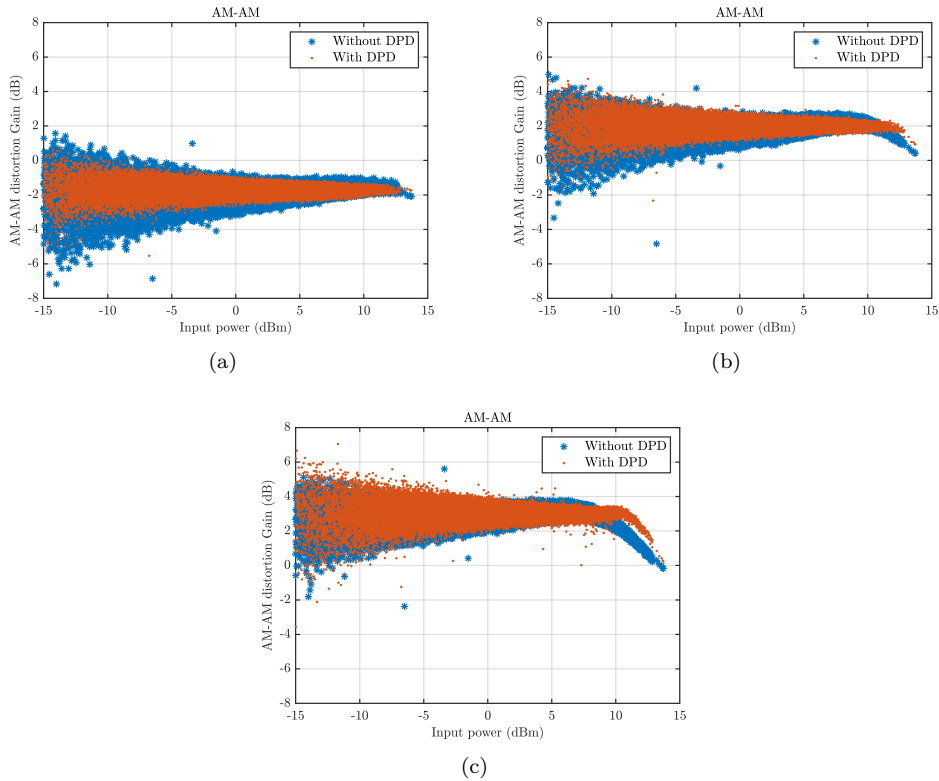 AM-AM
8
6
4
2
0
-2
-4
-6
-8
-15
-10
-5
0
5
10
15
AM-AM distortion Gain (dB)
Input power (dBm)
Without DPD
With DPD
(a)
AM-AM
8
6
4
2
0
-2
-4
-6
-8
-15
-10
-5
0
5
10
15
AM-AM distortion Gain (dB)
Input power (dBm)
Without DPD
With DPD
(b)
AM-AM
8
6
4
2
0
-2
-4
-6
-8
-15
-10
-5
0
5
10
15
AM-AM distortion Gain (dB)
Input power (dBm)
Without DPD
With DPD
(c)